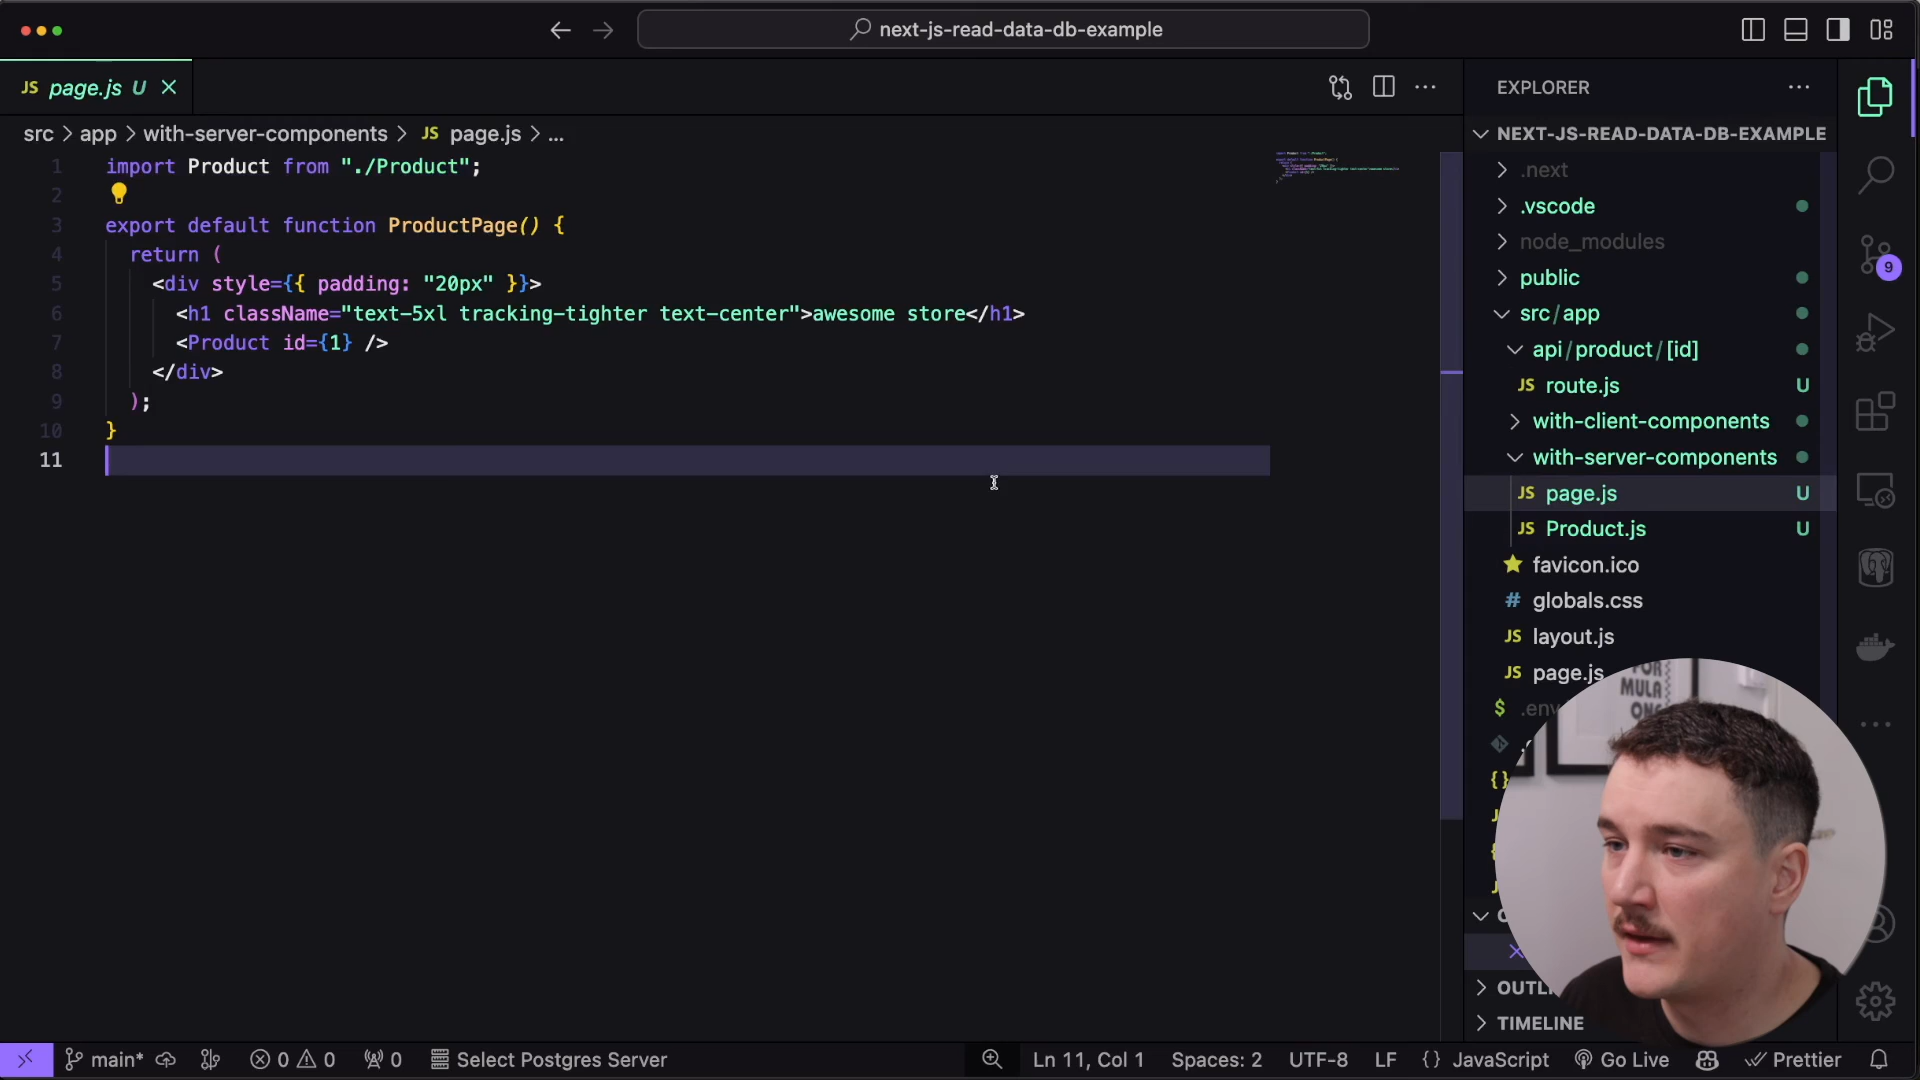 next-js-read-data-db-example
JS page.js U
src > app > with-server-components > JS page.js > ...
1 import Product from "./Product";
2
3 export default function ProductPage() {
4 return (
5 <div style={{ padding: "20px" }}>
6 <h1 className="text-5xl tracking-tighter text-center">awesome store</h1>
7 <Product id={1} />
8 </div>
9 );
10 }
11
EXPLORER
NEXT-JS-READ-DATA-DB-EXAMPLE
.next
.vscode
node_modules
public
9
src/app
api/product/[id]
JS route.js U
with-client-components
with-server-components
JS page.js U
JS Product.js U
favicon.ico
# globals.css
JS layout.js
JS page.js
$ .env
{}
MULA
ONE
TIMELINE
main* 0 0 0 Select Postgres Server Ln 11, Col 1 Spaces: 2 UTF-8 LF {} JavaScript Go Live Prettier